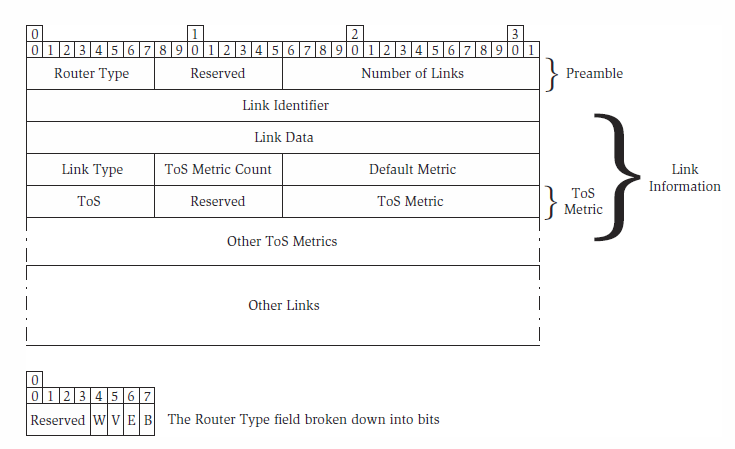 0 1 2 3
0 1 2 3 4 5 6 7 8 9 0 1 2 3 4 5 6 7 8 9 0 1 2 3 4 5 6 7 8 9 0 1
Router Type Reserved Number of Links Preamble
Link Identifier
Link Data
Link Type ToS Metric Count Default Metric Link Information
ToS Reserved ToS Metric ToS Metric
Other ToS Metrics
Other Links
0
0 1 2 3 4 5 6 7
Reserved W V E B The Router Type field broken down into bits